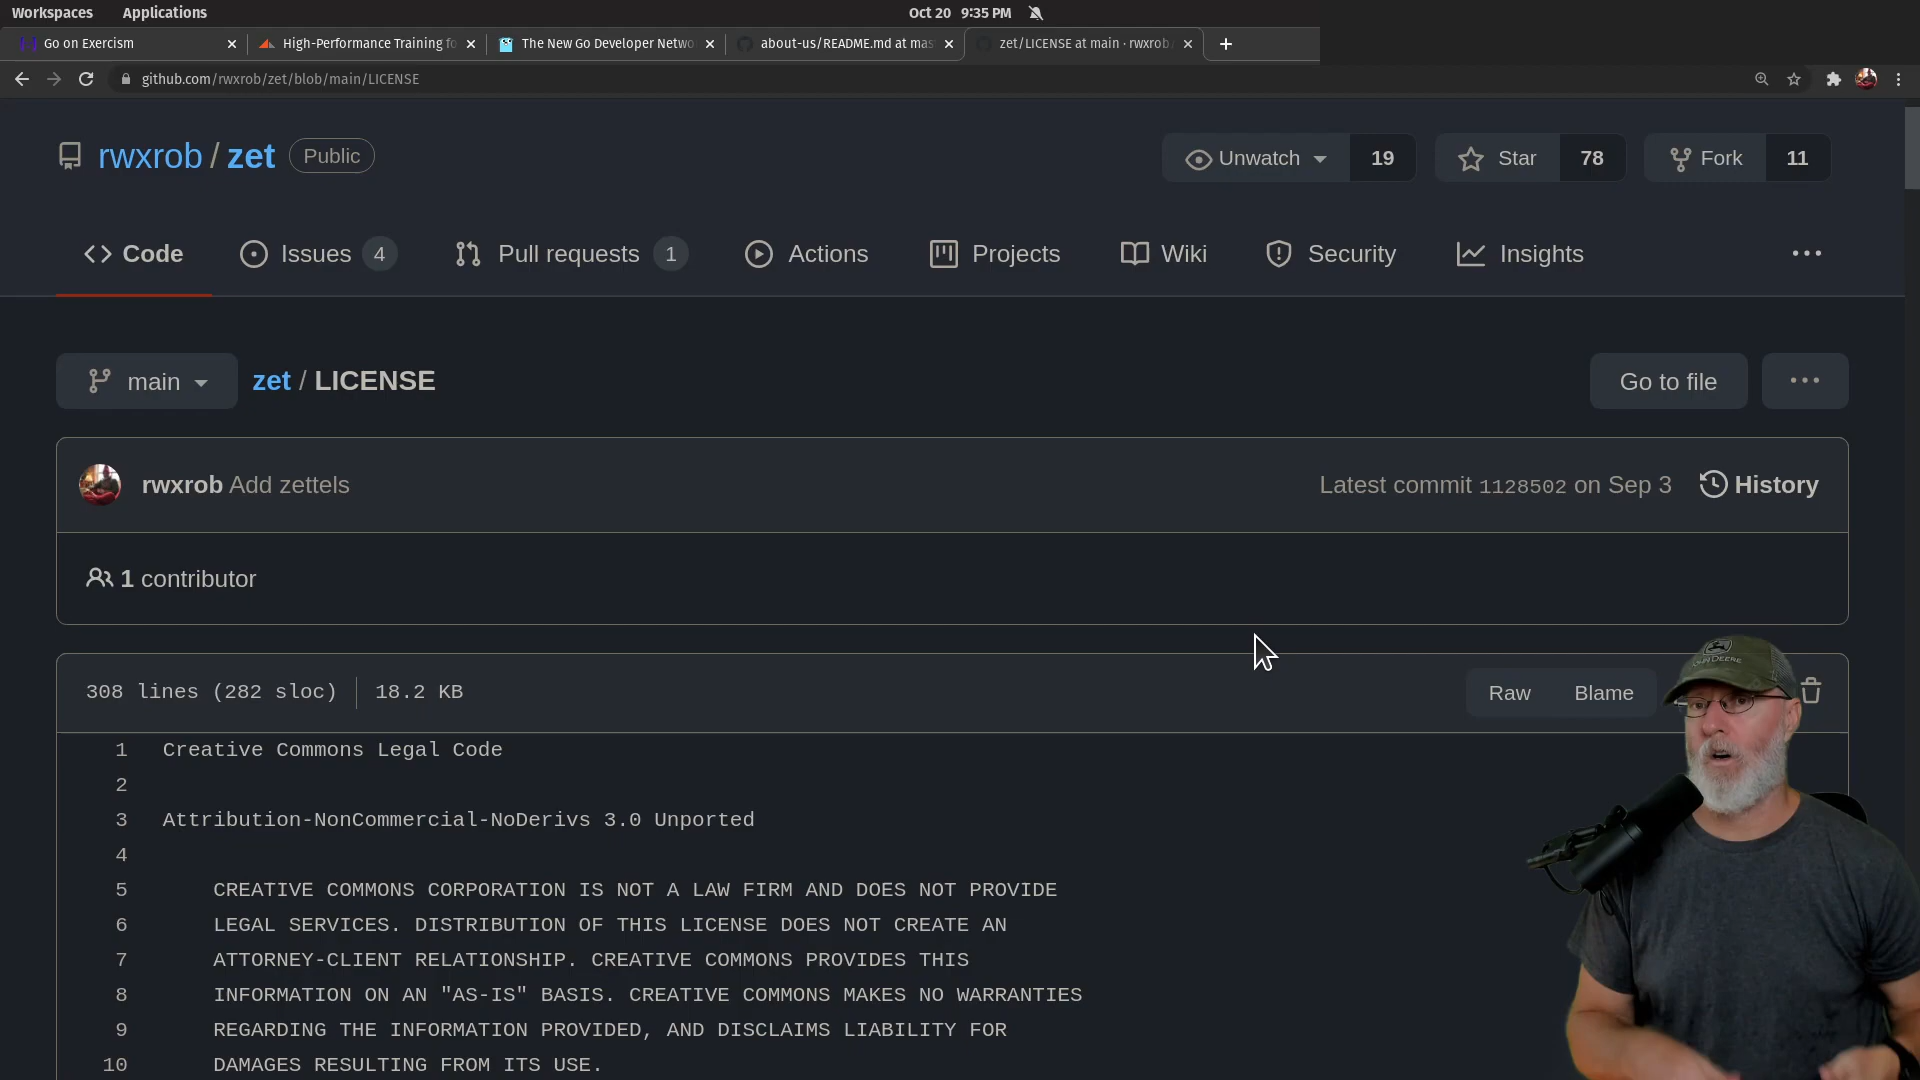 Workspaces Applications Oct 20 9:35 PM
Go on Exercism High-Performance Training fo The New Go Developer Netwo about-us/README.md at mas zet/LICENSE at main · rwxrob/
github.com/rwxrob/zet/blob/main/LICENSE
rwxrob / zet Public Unwatch 19 Star 78 Fork 11
Code Issues 4 Pull requests 1 Actions Projects Wiki Security Insights
main zet / LICENSE Go to file
rwxrob Add zettels Latest commit 1128502 on Sep 3 History
1 contributor
308 lines (282 sloc) 18.2 KB Raw Blame
1 Creative Commons Legal Code
2
3 Attribution-NonCommercial-NoDerivs 3.0 Unported
4
5 CREATIVE COMMONS CORPORATION IS NOT A LAW FIRM AND DOES NOT PROVIDE
6 LEGAL SERVICES. DISTRIBUTION OF THIS LICENSE DOES NOT CREATE AN
7 ATTORNEY-CLIENT RELATIONSHIP. CREATIVE COMMONS PROVIDES THIS
8 INFORMATION ON AN "AS-IS" BASIS. CREATIVE COMMONS MAKES NO WARRANTIES
9 REGARDING THE INFORMATION PROVIDED, AND DISCLAIMS LIABILITY FOR
10 DAMAGES RESULTING FROM ITS USE.
JOHN DEERE